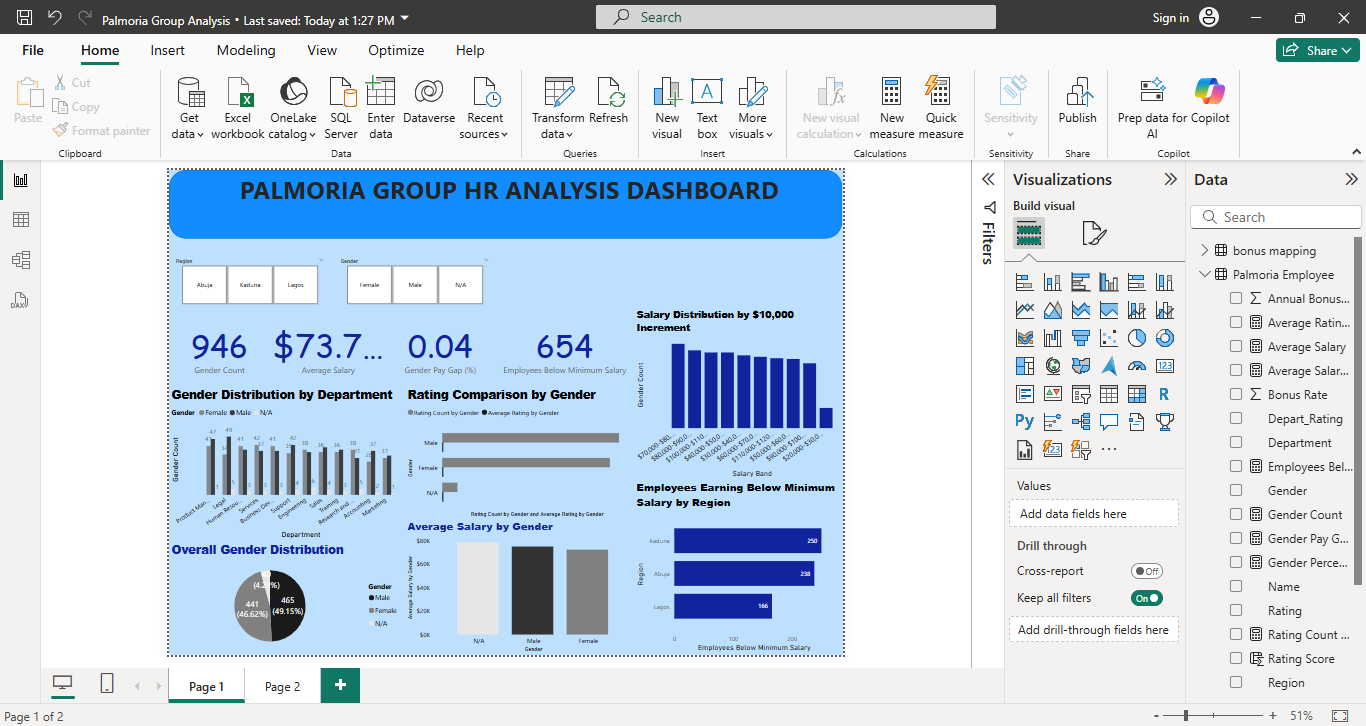 Palmoria Group Analysis • Last saved: Today at 1:27 PM
Search
Sign in
File Home Insert Modeling View Optimize Help
Share
Paste
Cut
Copy
Format painter
Get data
Excel workbook
OneLake catalog
SQL Server
Enter data
Dataverse
Recent sources
Transform data
Refresh
New visual
Text box
More visuals
New visual calculation
New measure
Quick measure
Sensitivity
Publish
Prep data for AI
Copilot
Clipboard Data Queries Insert Calculations Sensitivity Share Copilot
PALMORIA GROUP HR ANALYSIS DASHBOARD
Region
Abuja Kaduna Lagos
Gender
Female Male N/A
946
Gender Count
$73.7...
Average Salary
0.04
Gender Pay Gap (%)
654
Employees Below Minimum Salary
Gender Distribution by Department
Gender Female Male N/A
Gender Count
Product Man...
Legal
Human Resou...
Services
Business Dev...
Support
Engineering
Sales
Training
Research and ...
Accounting
Marketing
Department
Rating Comparison by Gender
Rating Count by Gender Average Rating by Gender
Gender
Male
Female
N/A
Rating Count by Gender and Average Rating by Gender
Salary Distribution by $10,000
Increment
Gender Count
$70,000-$80,...
$80,000-$90,0...
$100,000-$110...
$40,000-$50,0...
$30,000-$40,0...
$60,000-$70,0...
$110,000-$120...
$50,000-$60,0...
$90,000-$100,...
$20,000-$30,0...
Salary Band
Overall Gender Distribution
441
(46.62%)
465
(49.15%)
Gender
Male
Female
N/A
Average Salary by Gender
Average Salary by Gender
$80K
$60K
$40K
$20K
$0K
N/A Male Female
Gender
Employees Earning Below Minimum
Salary by Region
Region
Kaduna 250
Abuja 238
Lagos 166
0 100 200
Employees Below Minimum Salary
Filters
Visualizations
Build visual
Values
Add data fields here
Drill through
Cross-report Off
Keep all filters On
Add drill-through fields here
Data
Search
bonus mapping
Palmoria Employee
Annual Bonus...
Average Ratin...
Average Salary
Average Salar...
Bonus Rate
Depart_Rating
Department
Employees Bel...
Gender
Gender Count
Gender Pay G...
Gender Perce...
Name
Rating
Rating Count ...
Rating Score
Region
Page 1 Page 2 +
Page 1 of 2
- + 51%